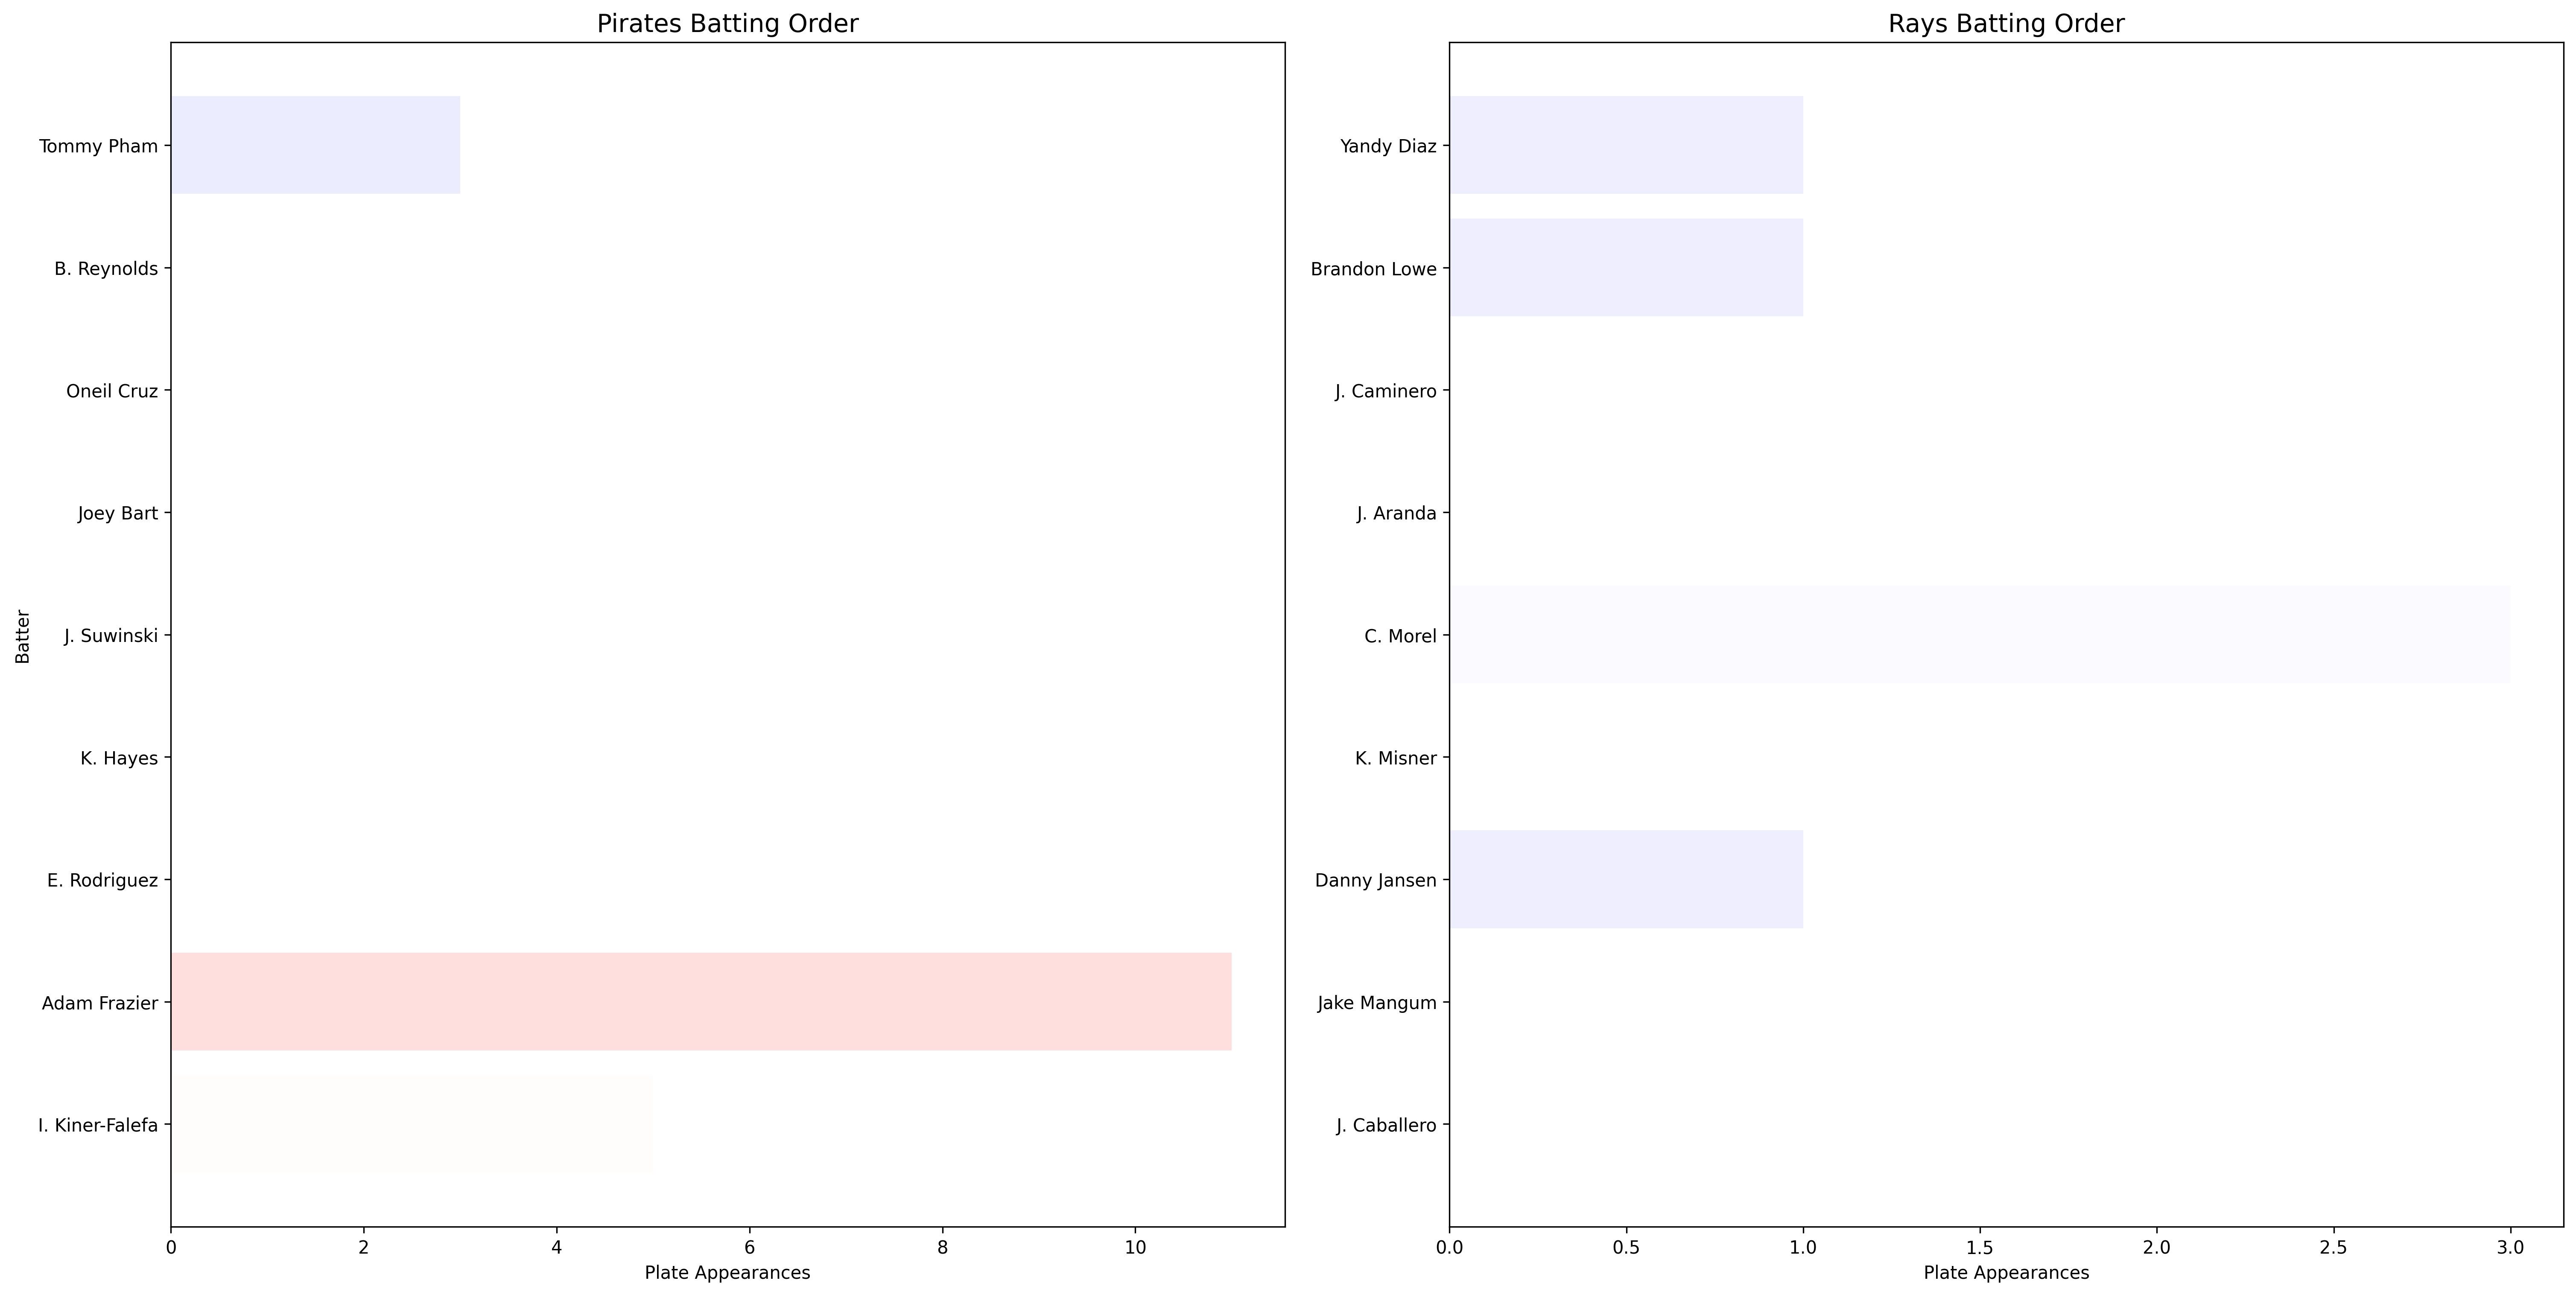 Pirates Batting Order
Batter
Tommy Pham
B. Reynolds
Oneil Cruz
Joey Bart
J. Suwinski
K. Hayes
E. Rodriguez
Adam Frazier
I. Kiner-Falefa
0 2 4 6 8 10
Plate Appearances
Rays Batting Order
Yandy Diaz
Brandon Lowe
J. Caminero
J. Aranda
C. Morel
K. Misner
Danny Jansen
Jake Mangum
J. Caballero
0.0 0.5 1.0 1.5 2.0 2.5 3.0
Plate Appearances